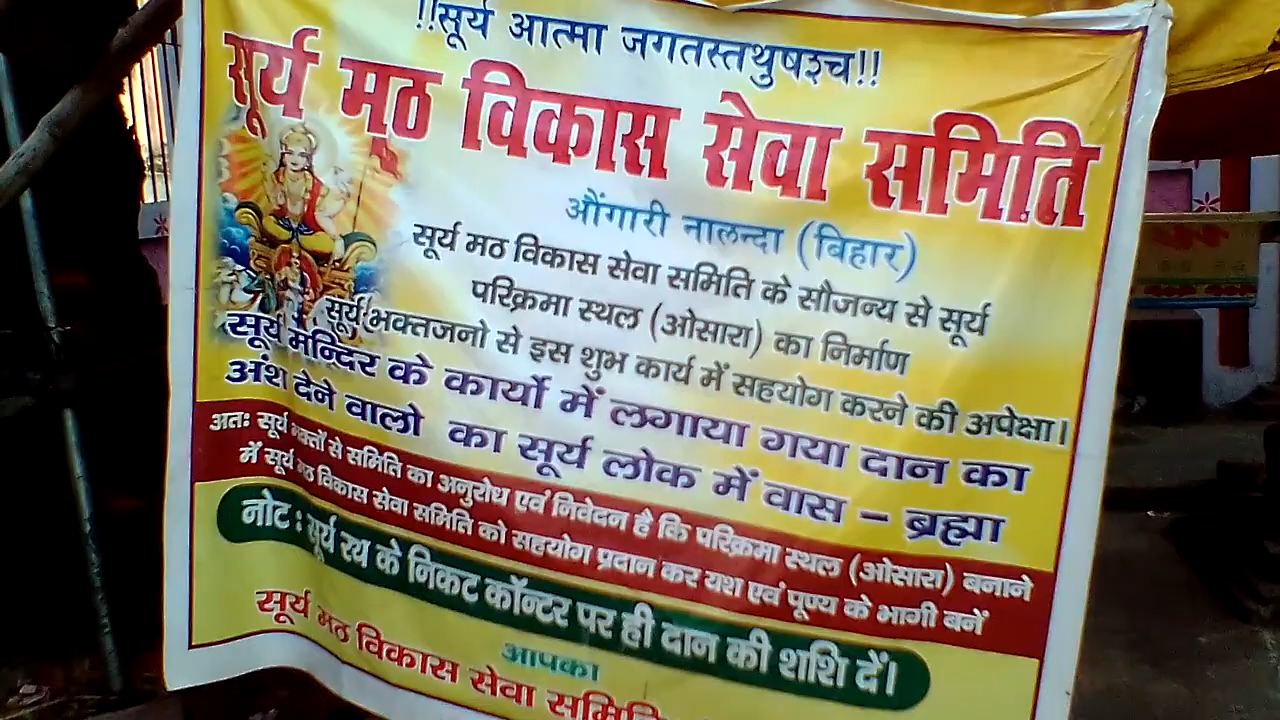 !!सूर्य आत्मा जगतस्तथुषश्च!!
सूर्य मठ विकास सेवा समिति
औंगारी नालन्दा (बिहार)
सूर्य मठ विकास सेवा समिति के सौजन्य से सूर्य
परिक्रमा स्थल (ओसारा) का निर्माण
सूर्य भक्तजनो से इस शुभ कार्य में सहयोग करने की अपेक्षा।
सूर्य मन्दिर के कार्यो में लगाया गया दान का
अंश देने वालो का सूर्य लोक में वास – ब्रह्मा
अतः सूर्य भक्तों से समिति का अनुरोध एवं निवेदन है कि परिक्रमा स्थल (ओसारा) बनाने
में सूर्य मठ विकास सेवा समिति को सहयोग प्रदान कर यश एवं पूण्य के भागी बनें
नोट : सूर्य रथ के निकट कॉन्टर पर ही दान की शशि दें।
आपका
सूर्य मठ विकास सेवा समिति